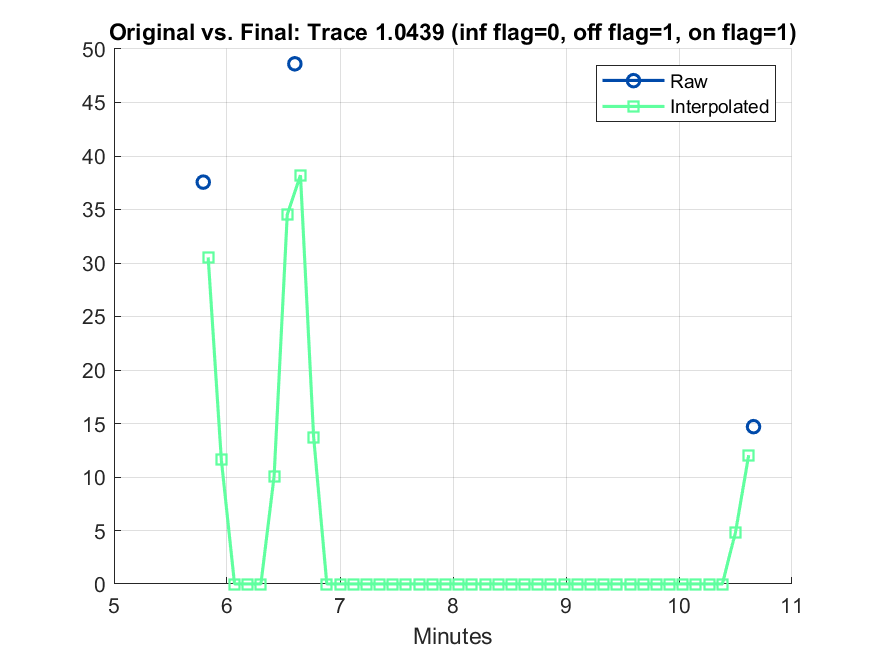 Original vs. Final: Trace 1.0439 (inf flag=0, off flag=1, on flag=1)
Raw
Interpolated
50
45
40
35
30
25
20
15
10
5
0
5 6 7 8 9 10 11
Minutes